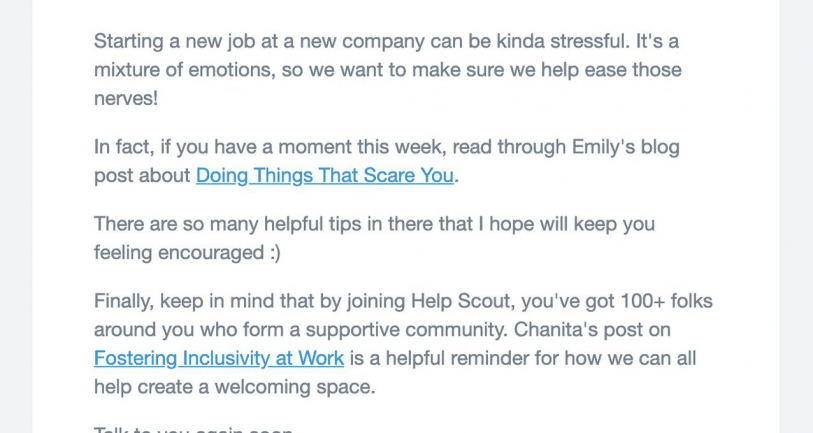 Starting a new job at a new company can be kinda stressful. It's a
mixture of emotions, so we want to make sure we help ease those
nerves!
In fact, if you have a moment this week, read through Emily's blog
post about Doing Things That Scare You.
There are so many helpful tips in there that I hope will keep you
feeling encouraged :)
Finally, keep in mind that by joining Help Scout, you've got 100+ folks
around you who form a supportive community. Chanita's post on
Fostering Inclusivity at Work is a helpful reminder for how we can all
help create a welcoming space.
Talk to you again soon